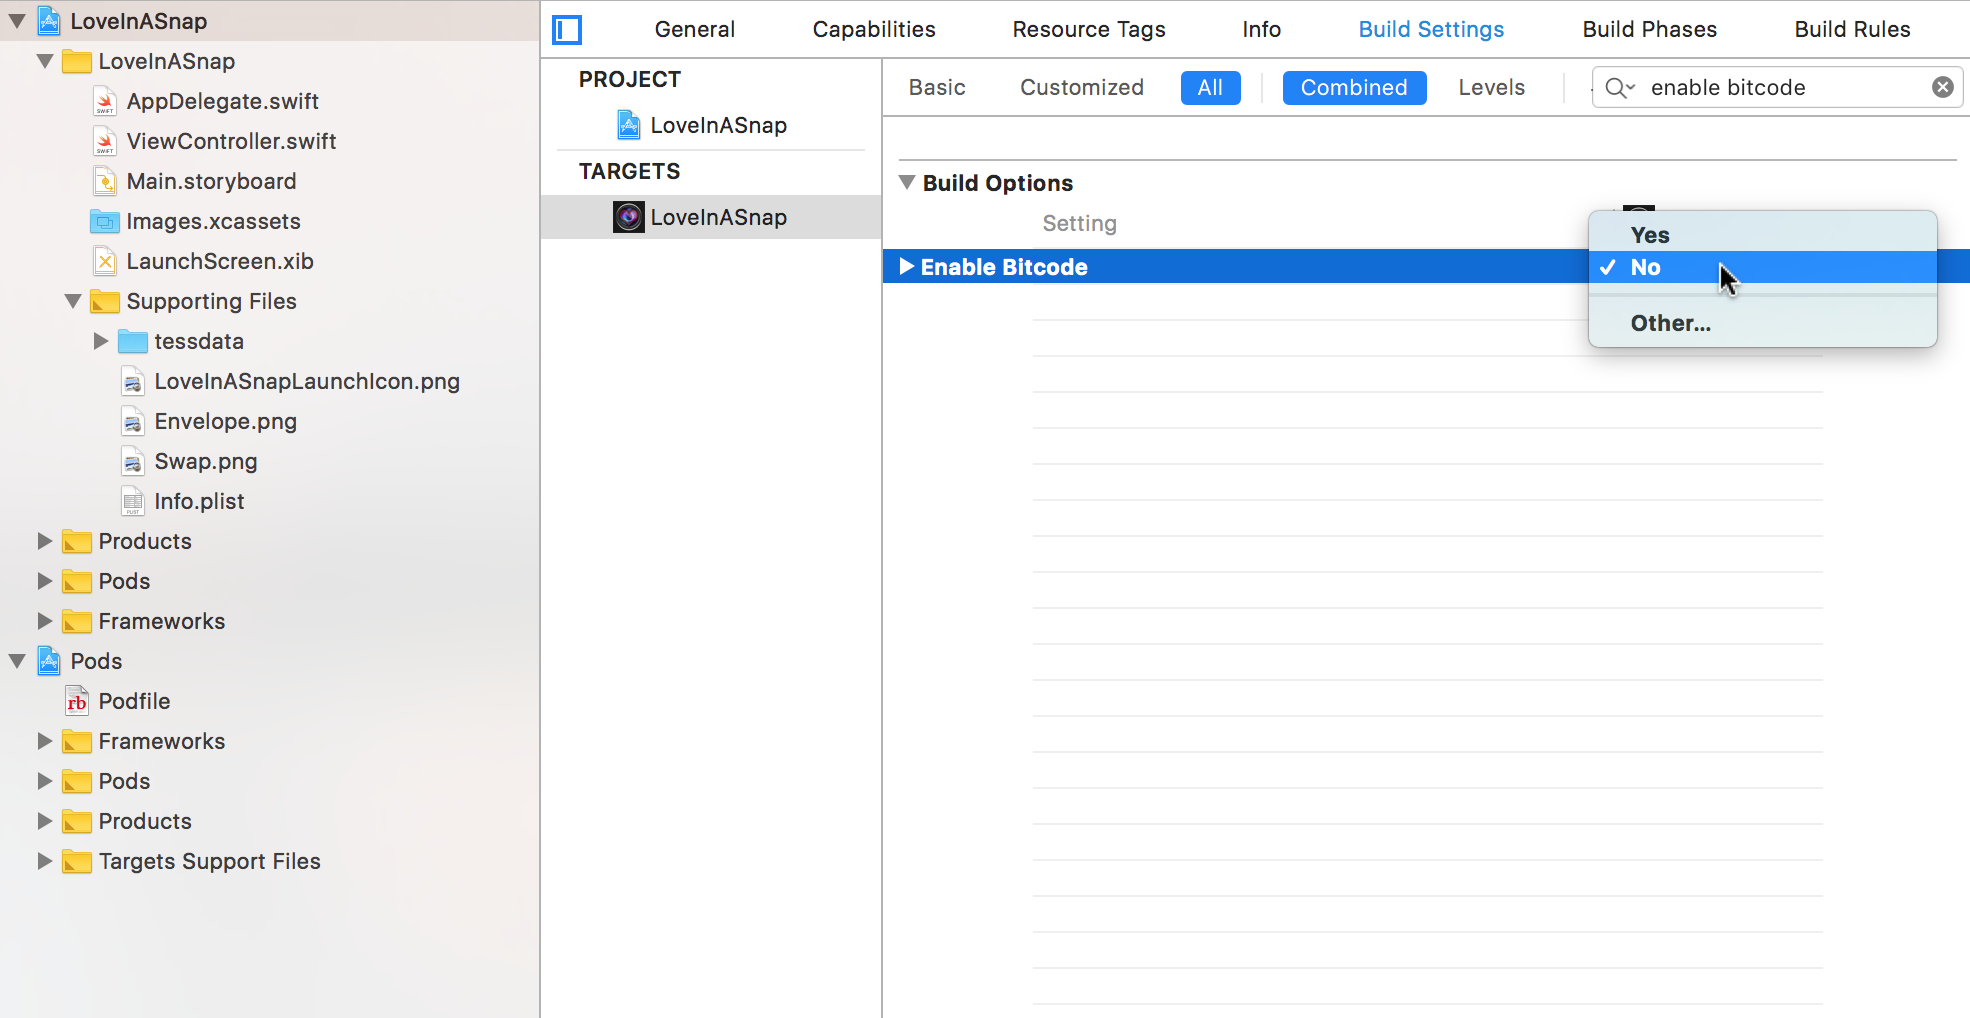 LoveInASnap
LoveInASnap
AppDelegate.swift
ViewController.swift
Main.storyboard
Images.xcassets
LaunchScreen.xib
Supporting Files
tessdata
LoveInASnapLaunchIcon.png
Envelope.png
Swap.png
Info.plist
Products
Pods
Frameworks
Pods
rb Podfile
Frameworks
Pods
Products
Targets Support Files
General Capabilities Resource Tags Info Build Settings Build Phases Build Rules
PROJECT
LoveInASnap
TARGETS
LoveInASnap
Basic Customized All Combined Levels enable bitcode
Build Options
Setting
Enable Bitcode
Yes
No
Other...